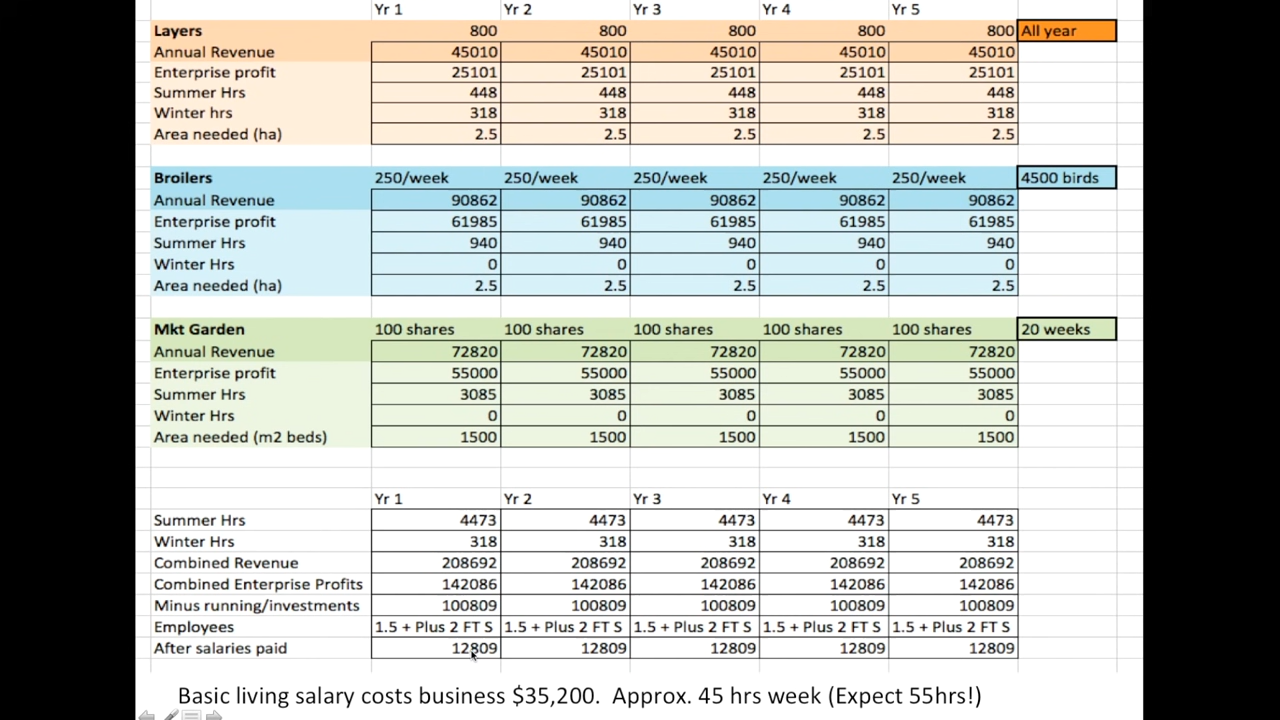 Yr 1 Yr 2 Yr 3 Yr 4 Yr 5
Layers 800 800 800 800 800 All year
Annual Revenue 45010 45010 45010 45010 45010
Enterprise profit 25101 25101 25101 25101 25101
Summer Hrs 448 448 448 448 448
Winter hrs 318 318 318 318 318
Area needed (ha) 2.5 2.5 2.5 2.5 2.5
Broilers 250/week 250/week 250/week 250/week 250/week 4500 birds
Annual Revenue 90862 90862 90862 90862 90862
Enterprise profit 61985 61985 61985 61985 61985
Summer Hrs 940 940 940 940 940
Winter Hrs 0 0 0 0 0
Area needed (ha) 2.5 2.5 2.5 2.5 2.5
Mkt Garden 100 shares 100 shares 100 shares 100 shares 100 shares 20 weeks
Annual Revenue 72820 72820 72820 72820 72820
Enterprise profit 55000 55000 55000 55000 55000
Summer Hrs 3085 3085 3085 3085 3085
Winter Hrs 0 0 0 0 0
Area needed (m2 beds) 1500 1500 1500 1500 1500
Yr 1 Yr 2 Yr 3 Yr 4 Yr 5
Summer Hrs 4473 4473 4473 4473 4473
Winter Hrs 318 318 318 318 318
Combined Revenue 208692 208692 208692 208692 208692
Combined Enterprise Profits 142086 142086 142086 142086 142086
Minus running/investments 100809 100809 100809 100809 100809
Employees 1.5 + Plus 2 FT S 1.5 + Plus 2 FT S 1.5 + Plus 2 FT S 1.5 + Plus 2 FT S 1.5 + Plus 2 FT S
After salaries paid 12809 12809 12809 12809 12809
Basic living salary costs business $35,200. Approx. 45 hrs week (Expect 55hrs!)